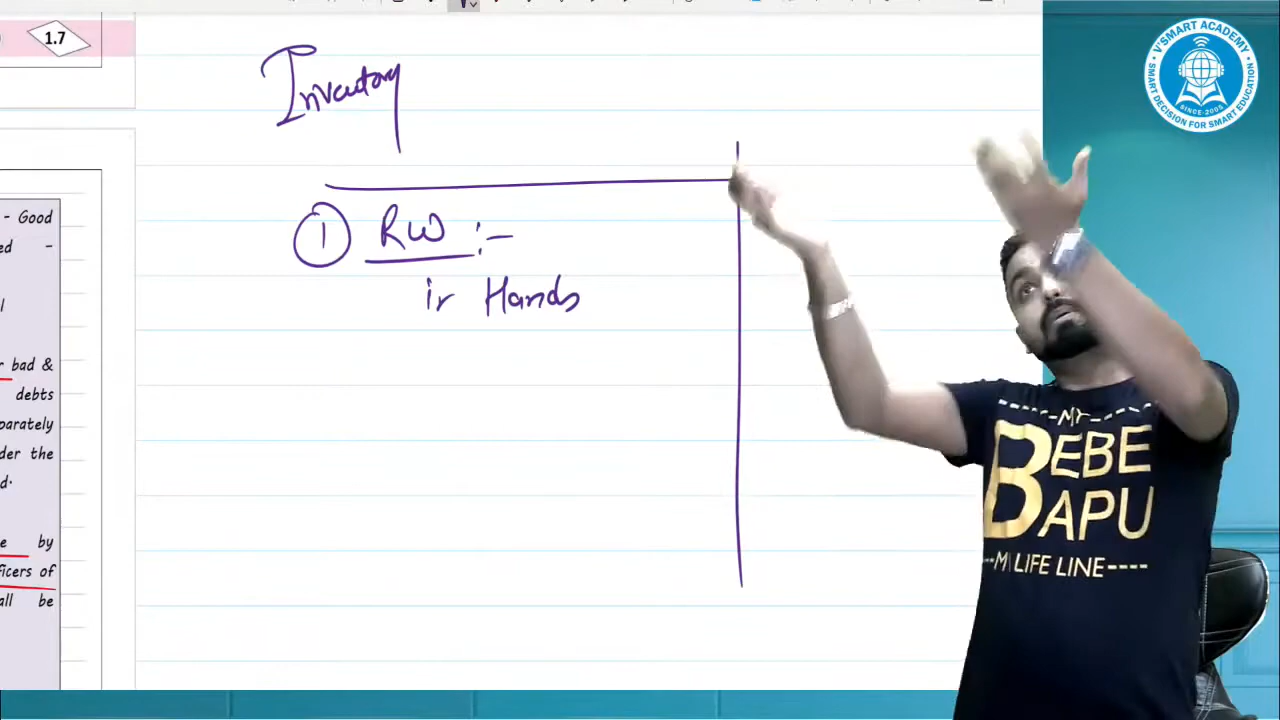 1.7
Inventory
- Good
ed -
l
r bad &
debts
parately
der the
d.
e by
ficers of
all be
① RW :-
in Hands
V'SMART ACADEMY
SINCE-2005
SMART DECISION FOR SMART EDUCATION
MY
BEBE
BAPU
MY LIFE LINE